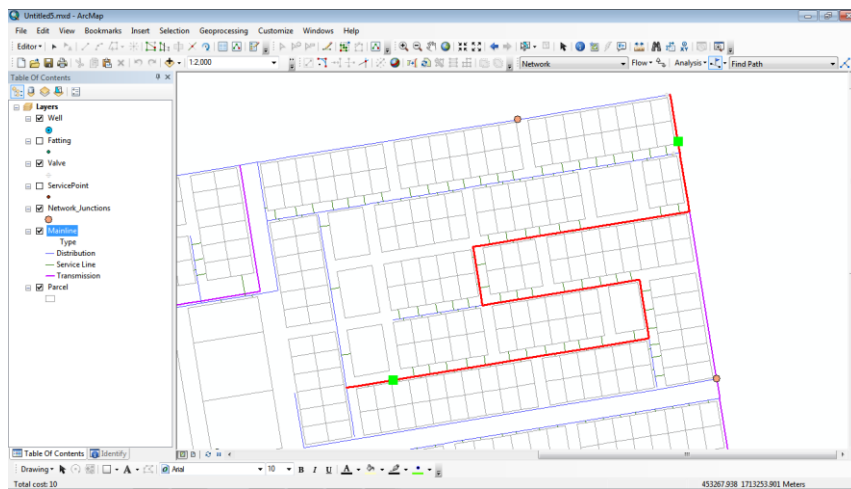 Untitled5.mxd - ArcMap
File Edit View Bookmarks Insert Selection Geoprocessing Customize Windows Help
Editor
1:2,000 Network Flow Analysis Find Path
Table Of Contents
Layers
Well
Fatting
Valve
ServicePoint
Network_Junctions
Mainline
Type
Distribution
Service Line
Transmission
Parcel
Table Of Contents Identify
Drawing A Arial 10 B I U A
Total cost: 10 453267.938 1713253.901 Meters